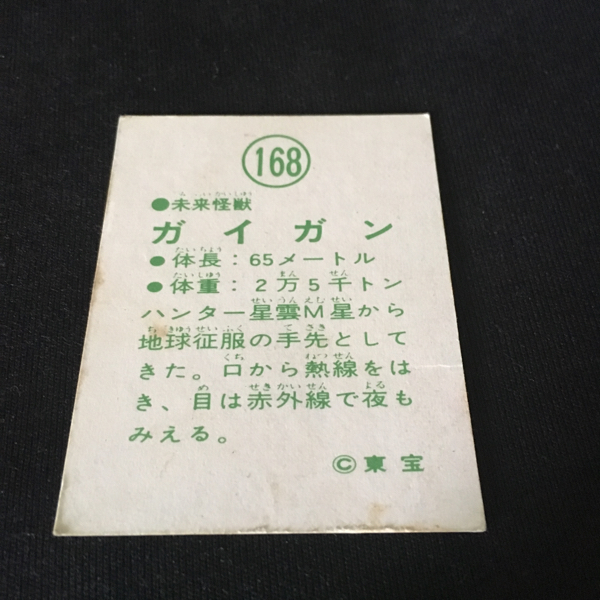 168
●未来怪獣
ガイガン
●体長：65メートル
●体重：2万5千トン
ハンター星雲M星から
地球征服の手先として
きた。口から熱線をは
き、目は赤外線で夜も
みえる。
©東宝